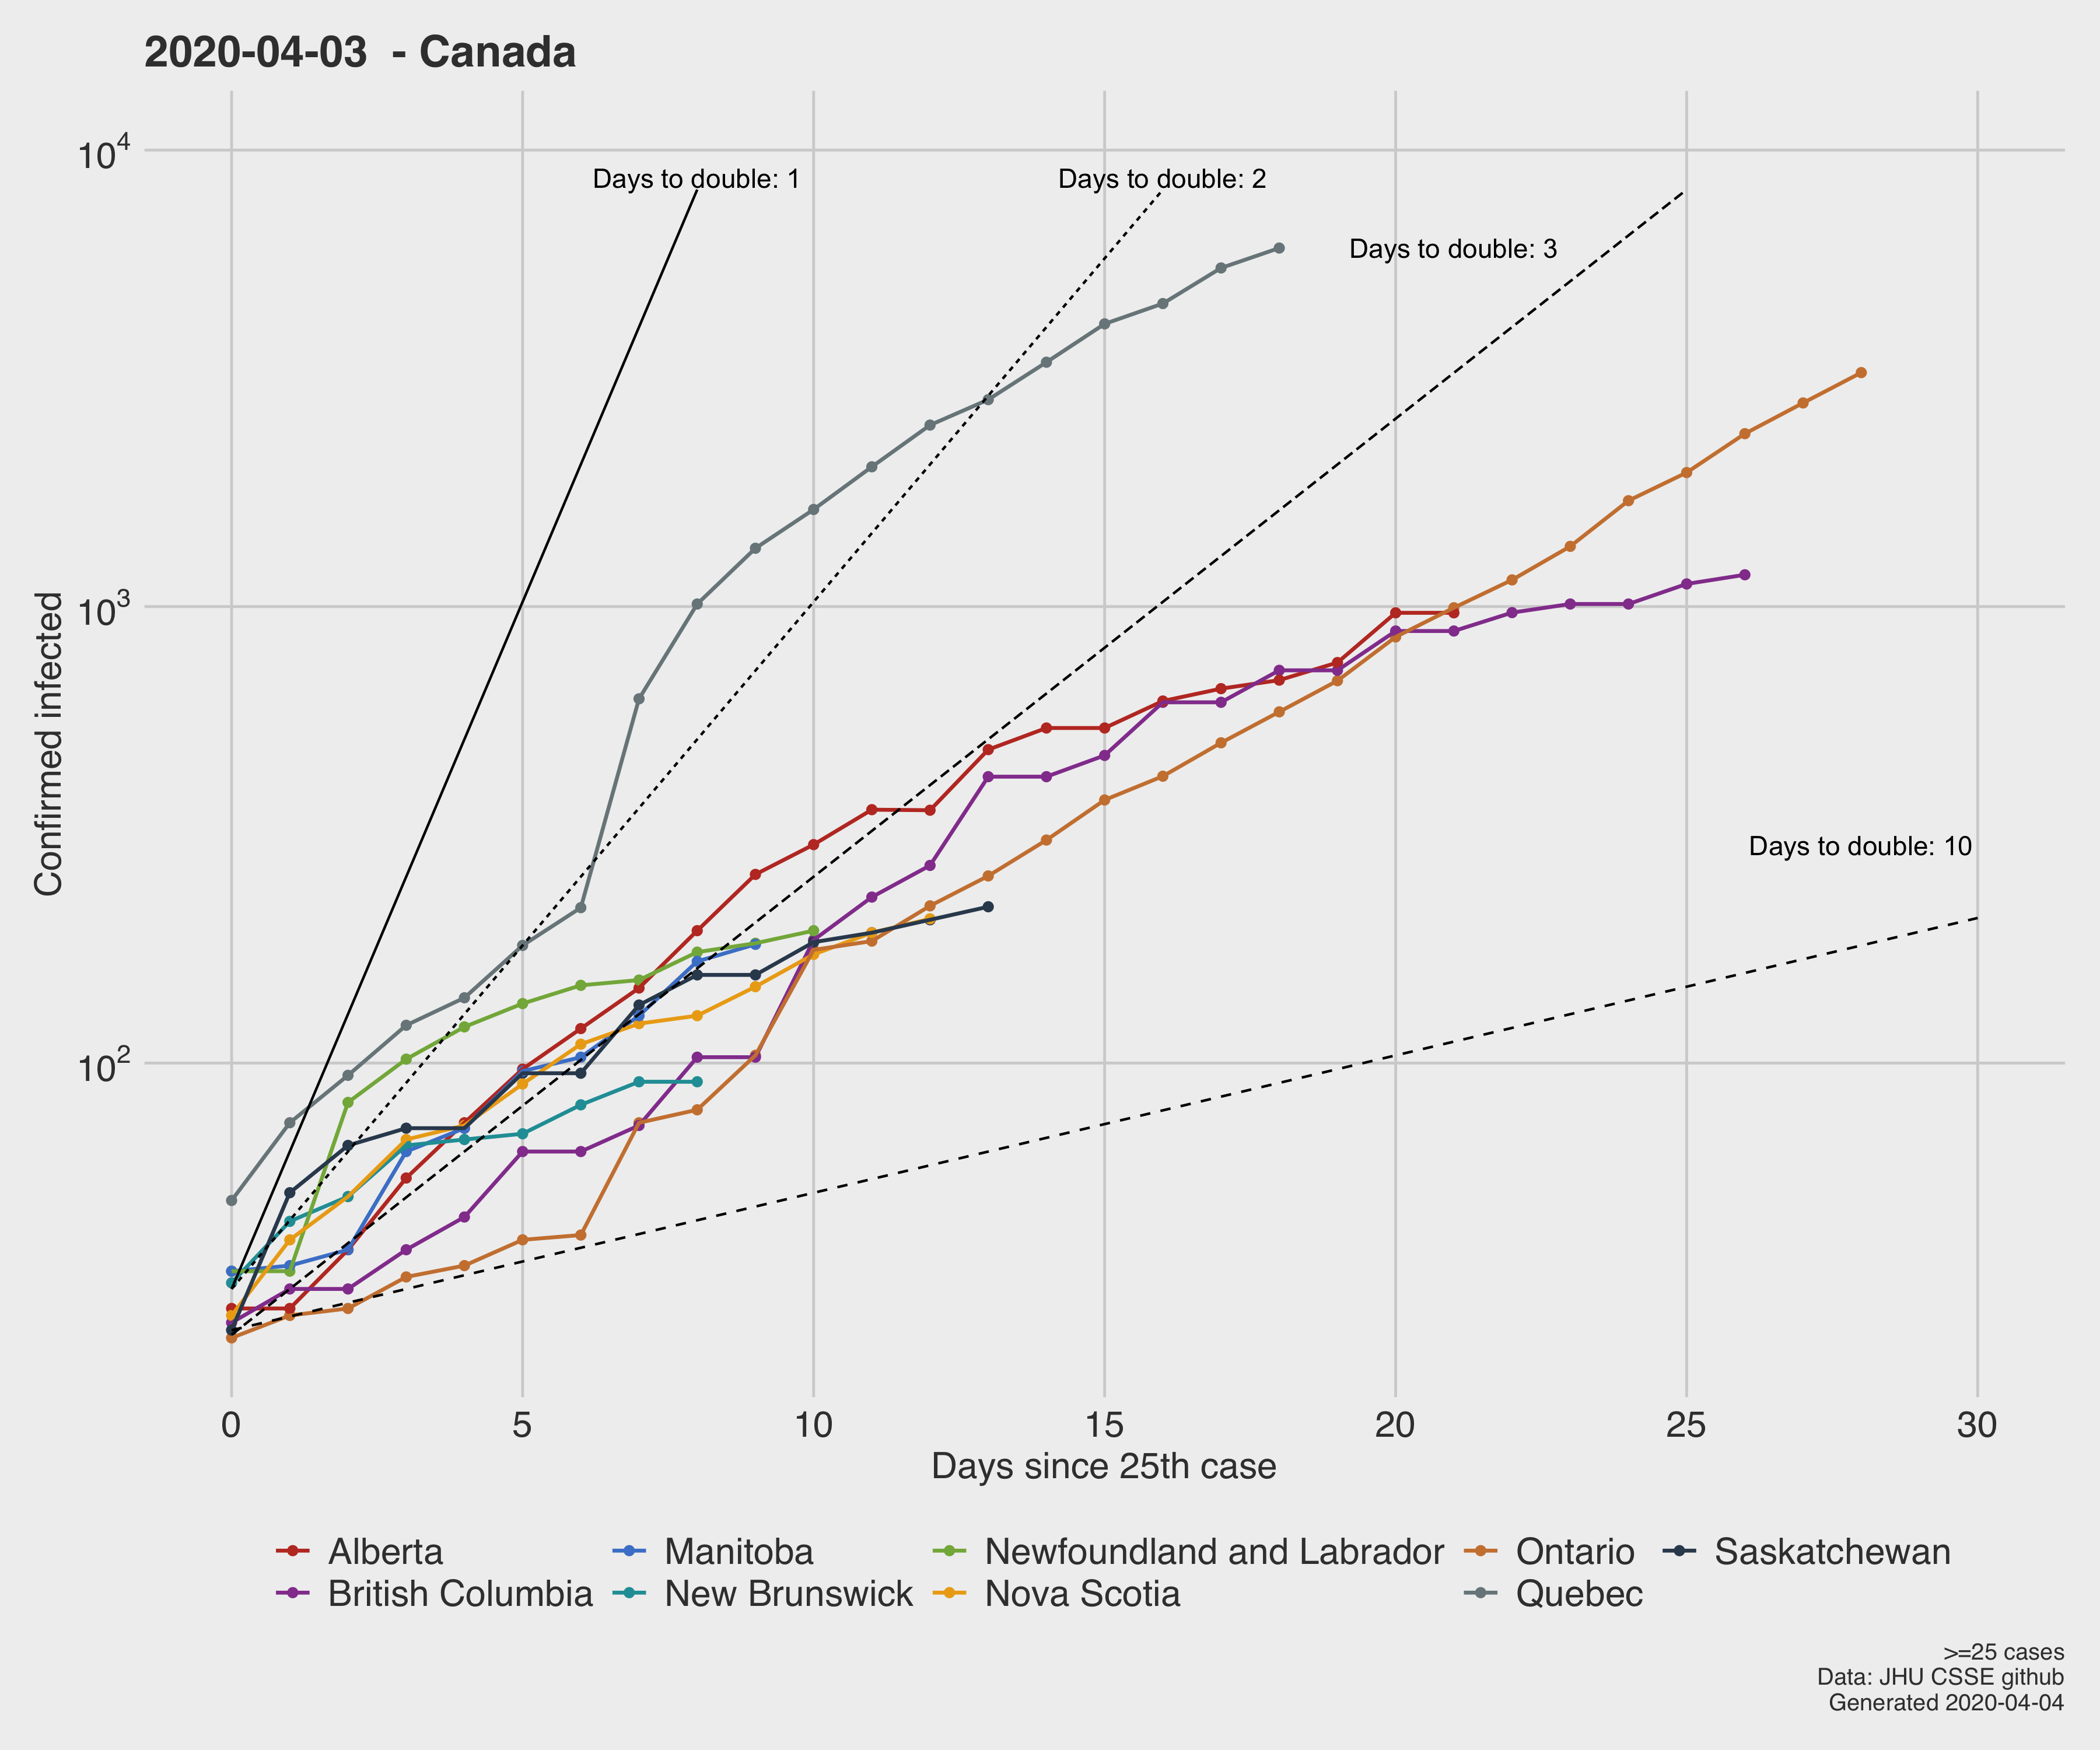 2020-04-03  - Canada
10^4
Days to double: 1
Days to double: 2
Days to double: 3
10^3
Confirmed infected
Days to double: 10
10^2
0 5 10 15 20 25 30
Days since 25th case
Alberta Manitoba Newfoundland and Labrador Ontario Saskatchewan
British Columbia New Brunswick Nova Scotia Quebec
>=25 cases
Data: JHU CSSE github
Generated 2020-04-04